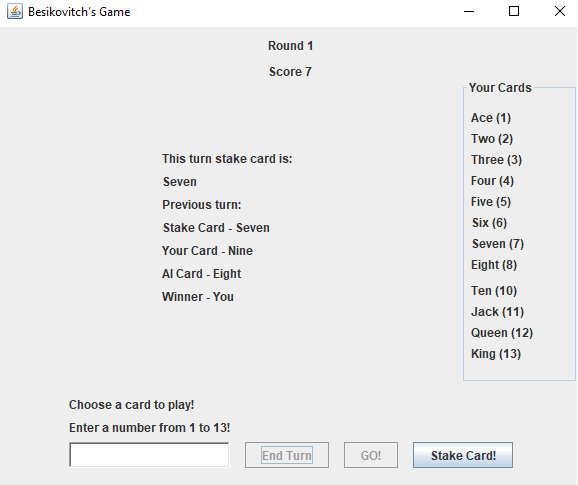 Besikovitch's Game
Round 1
Score 7
Your Cards
Ace (1)
Two (2)
Three (3)
Four (4)
Five (5)
Six (6)
Seven (7)
Eight (8)
Ten (10)
Jack (11)
Queen (12)
King (13)
This turn stake card is:
Seven
Previous turn:
Stake Card - Seven
Your Card - Nine
AI Card - Eight
Winner - You
Choose a card to play!
Enter a number from 1 to 13!
End Turn
GO!
Stake Card!